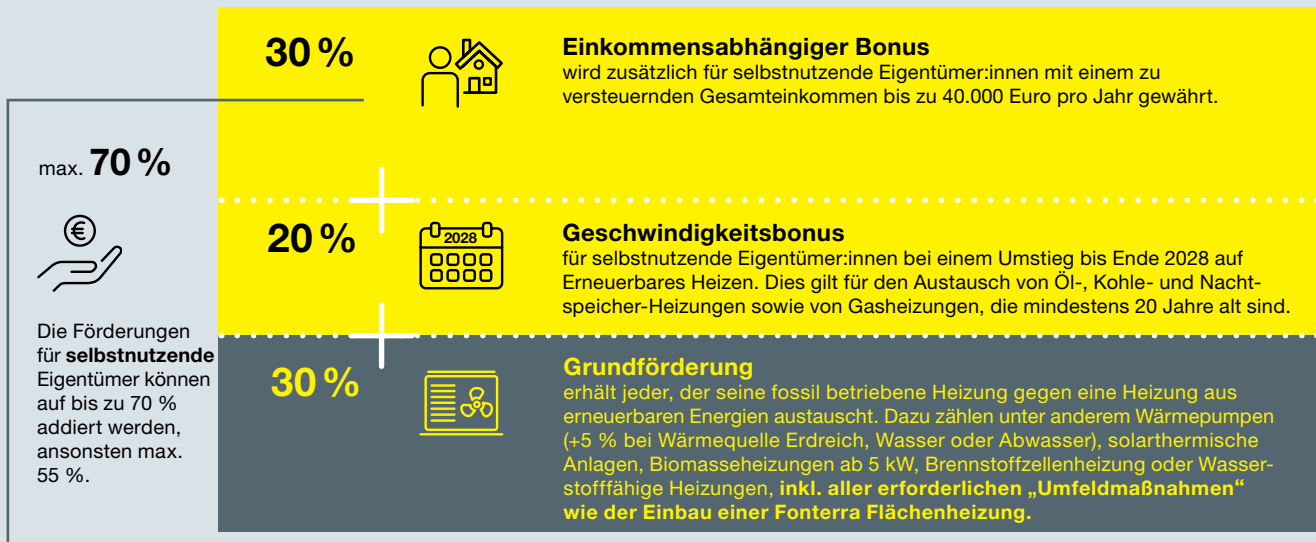 30 %
Einkommensabhängiger Bonus
wird zusätzlich für selbstnutzende Eigentümer:innen mit einem zu
versteuernden Gesamteinkommen bis zu 40.000 Euro pro Jahr gewährt.
max. 70 %
€
Die Förderungen
für selbstnutzende
Eigentümer können
auf bis zu 70 %
addiert werden,
ansonsten max.
55 %.
20 %
2028
Geschwindigkeitsbonus
für selbstnutzende Eigentümer:innen bei einem Umstieg bis Ende 2028 auf
Erneuerbares Heizen. Dies gilt für den Austausch von Öl-, Kohle- und Nacht-
speicher-Heizungen sowie von Gasheizungen, die mindestens 20 Jahre alt sind.
30 %
Grundförderung
erhält jeder, der seine fossil betriebene Heizung gegen eine Heizung aus
erneuerbaren Energien austauscht. Dazu zählen unter anderem Wärmepumpen
(+5 % bei Wärmequelle Erdreich, Wasser oder Abwasser), solarthermische
Anlagen, Biomasseheizungen ab 5 kW, Brennstoffzellenheizung oder Wasser-
stofffähige Heizungen, inkl. aller erforderlichen „Umfeldmaßnahmen“
wie der Einbau einer Fonterra Flächenheizung.